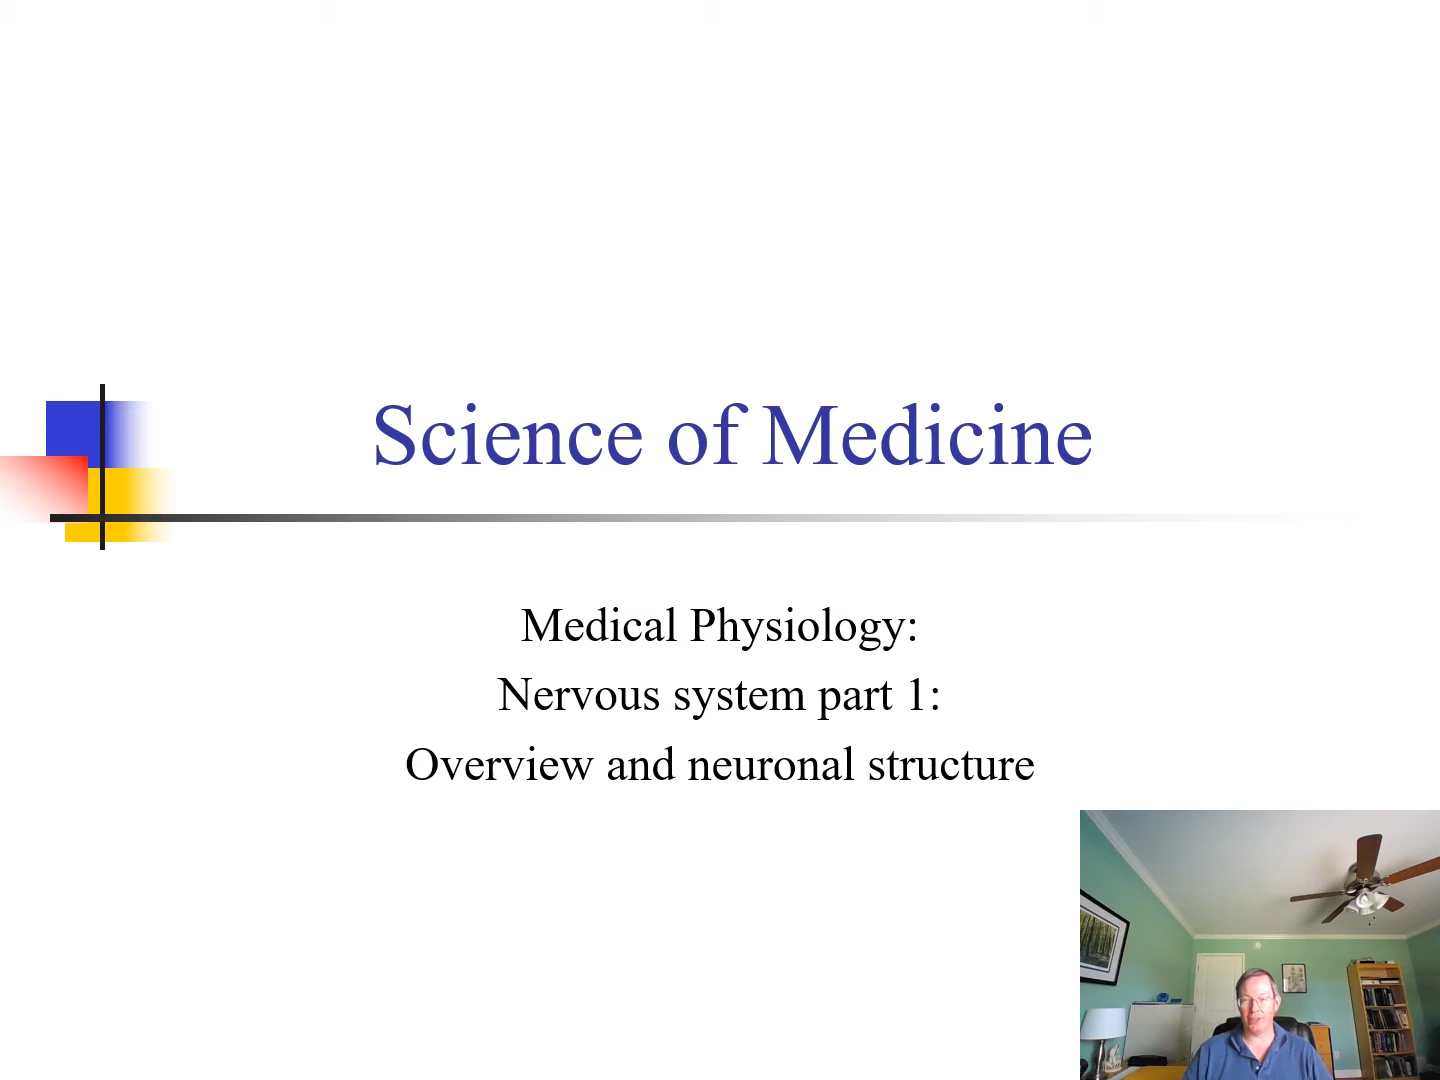 Science of Medicine
Medical Physiology:
Nervous system part 1:
Overview and neuronal structure